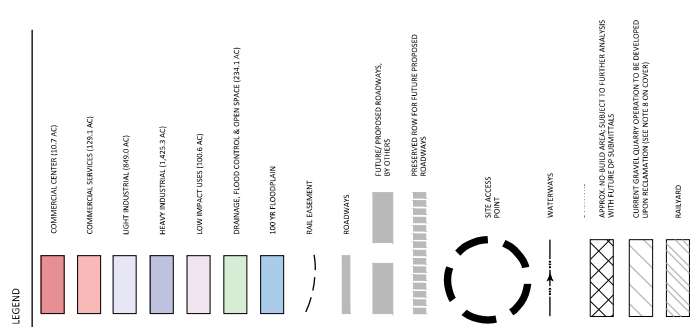 LEGEND
COMMERCIAL CENTER (10.7 AC)
COMMERCIAL SERVICES (129.1 AC)
LIGHT INDUSTRIAL (849.0 AC)
HEAVY INDUSTRIAL (1,425.3 AC)
LOW IMPACT USES (100.6 AC)
DRAINAGE, FLOOD CONTROL & OPEN SPACE (234.1 AC)
100 YR FLOODPLAIN
RAIL EASEMENT
ROADWAYS
FUTURE/ PROPOSED ROADWAYS,
BY OTHERS
PRESERVED ROW FOR FUTURE PROPOSED
ROADWAYS
SITE ACCESS
POINT
WATERWAYS
APPROX. NO-BUILD AREA; SUBJECT TO FURTHER ANALYSIS
WITH FUTURE DP SUBMITTALS
CURRENT GRAVEL QUARRY OPERATION TO BE DEVELOPED
UPON RECLAMATION (SEE NOTE 8 ON COVER)
RAILYARD